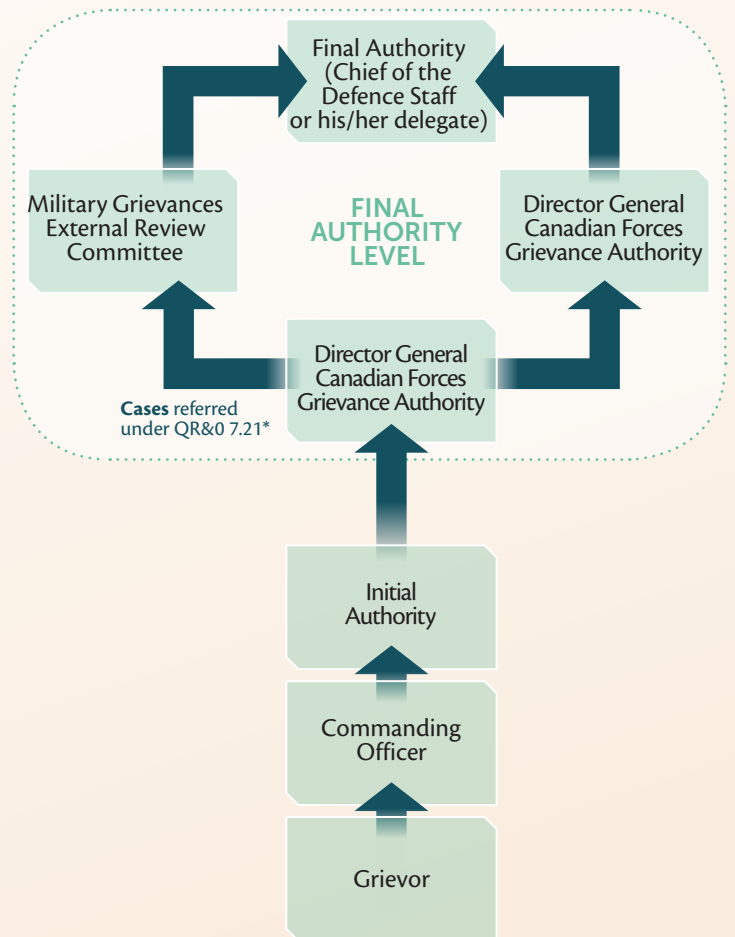 Final Authority
(Chief of the
Defence Staff
or his/her delegate)
Military Grievances
External Review
Committee
FINAL
AUTHORITY
LEVEL
Director General
Canadian Forces
Grievance Authority
Director General
Canadian Forces
Grievance Authority
Cases referred
under QR&0 7.21*
Initial
Authority
Commanding
Officer
Grievor